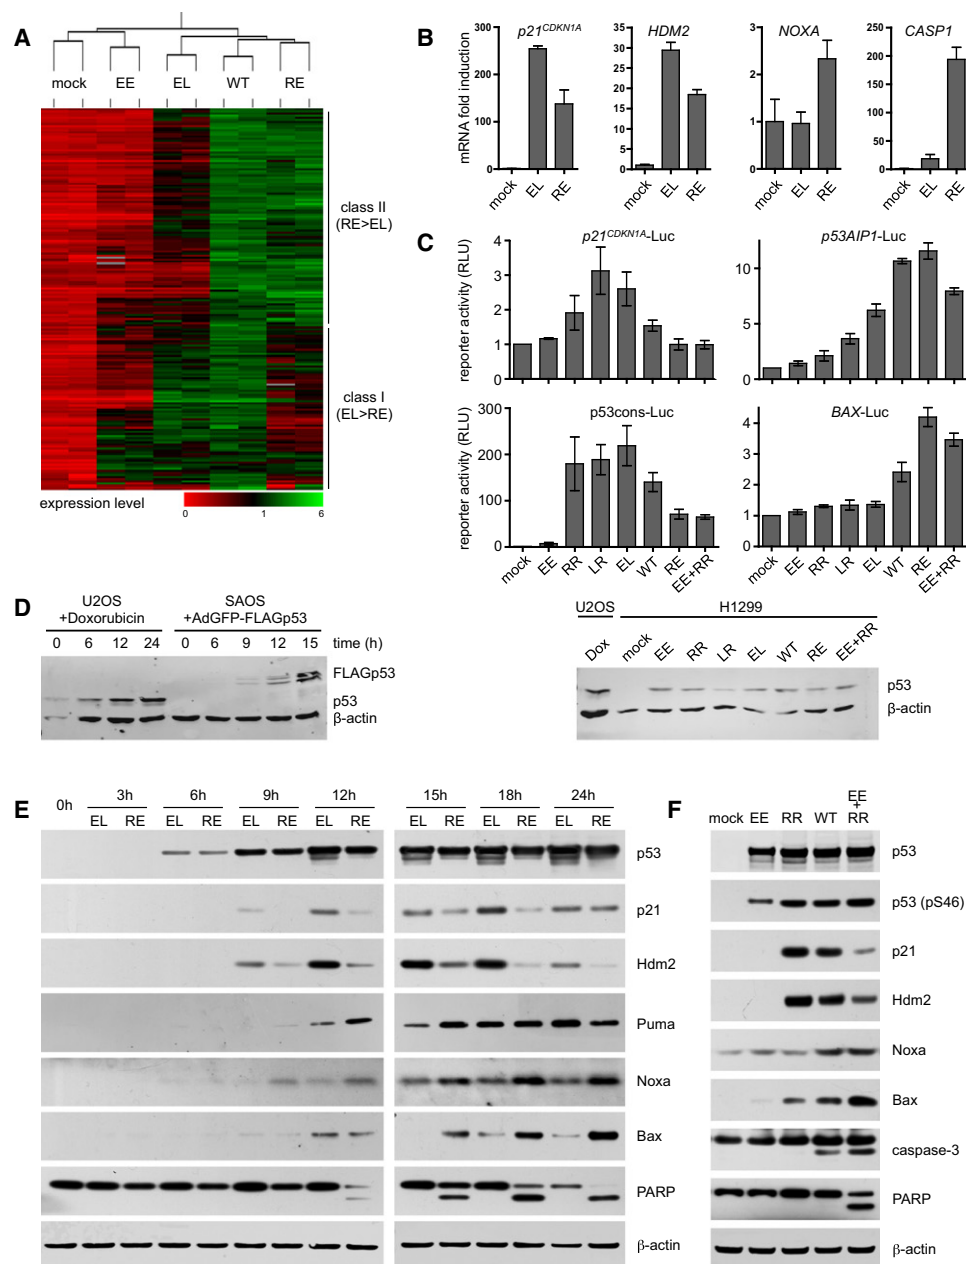 A
mock EE EL WT RE
class II
(RE>EL)
class I
(EL>RE)
expression level
0 1 6
B
mRNA fold induction
p21CDKN1A
300
200
100
0
mock EL RE
HDM2
35
30
25
20
15
10
5
0
mock EL RE
NOXA
3
2
1
0
mock EL RE
CASP1
250
200
150
100
50
0
mock EL RE
C
reporter activity (RLU)
p21CDKN1A-Luc
4
3
2
1
0
p53AIP1-Luc
10
5
0
reporter activity (RLU)
p53cons-Luc
300
200
100
0
mock EE RR LR EL WT RE EE+RR
BAX-Luc
4
3
2
1
0
mock EE RR LR EL WT RE EE+RR
D
U2OS
+Doxorubicin
SAOS
+AdGFP-FLAGp53
0 6 12 24 0 6 9 12 15 time (h)
FLAGp53
p53
β-actin
U2OS H1299
Dox mock EE RR LR EL WT RE EE+RR
p53
β-actin
E
0h 3h 6h 9h 12h 15h 18h 24h
EL RE EL RE EL RE EL RE EL RE EL RE EL RE
p53
p21
Hdm2
Puma
Noxa
Bax
PARP
β-actin
F
mock EE RR WT EE + RR
p53
p53 (pS46)
p21
Hdm2
Noxa
Bax
caspase-3
PARP
β-actin